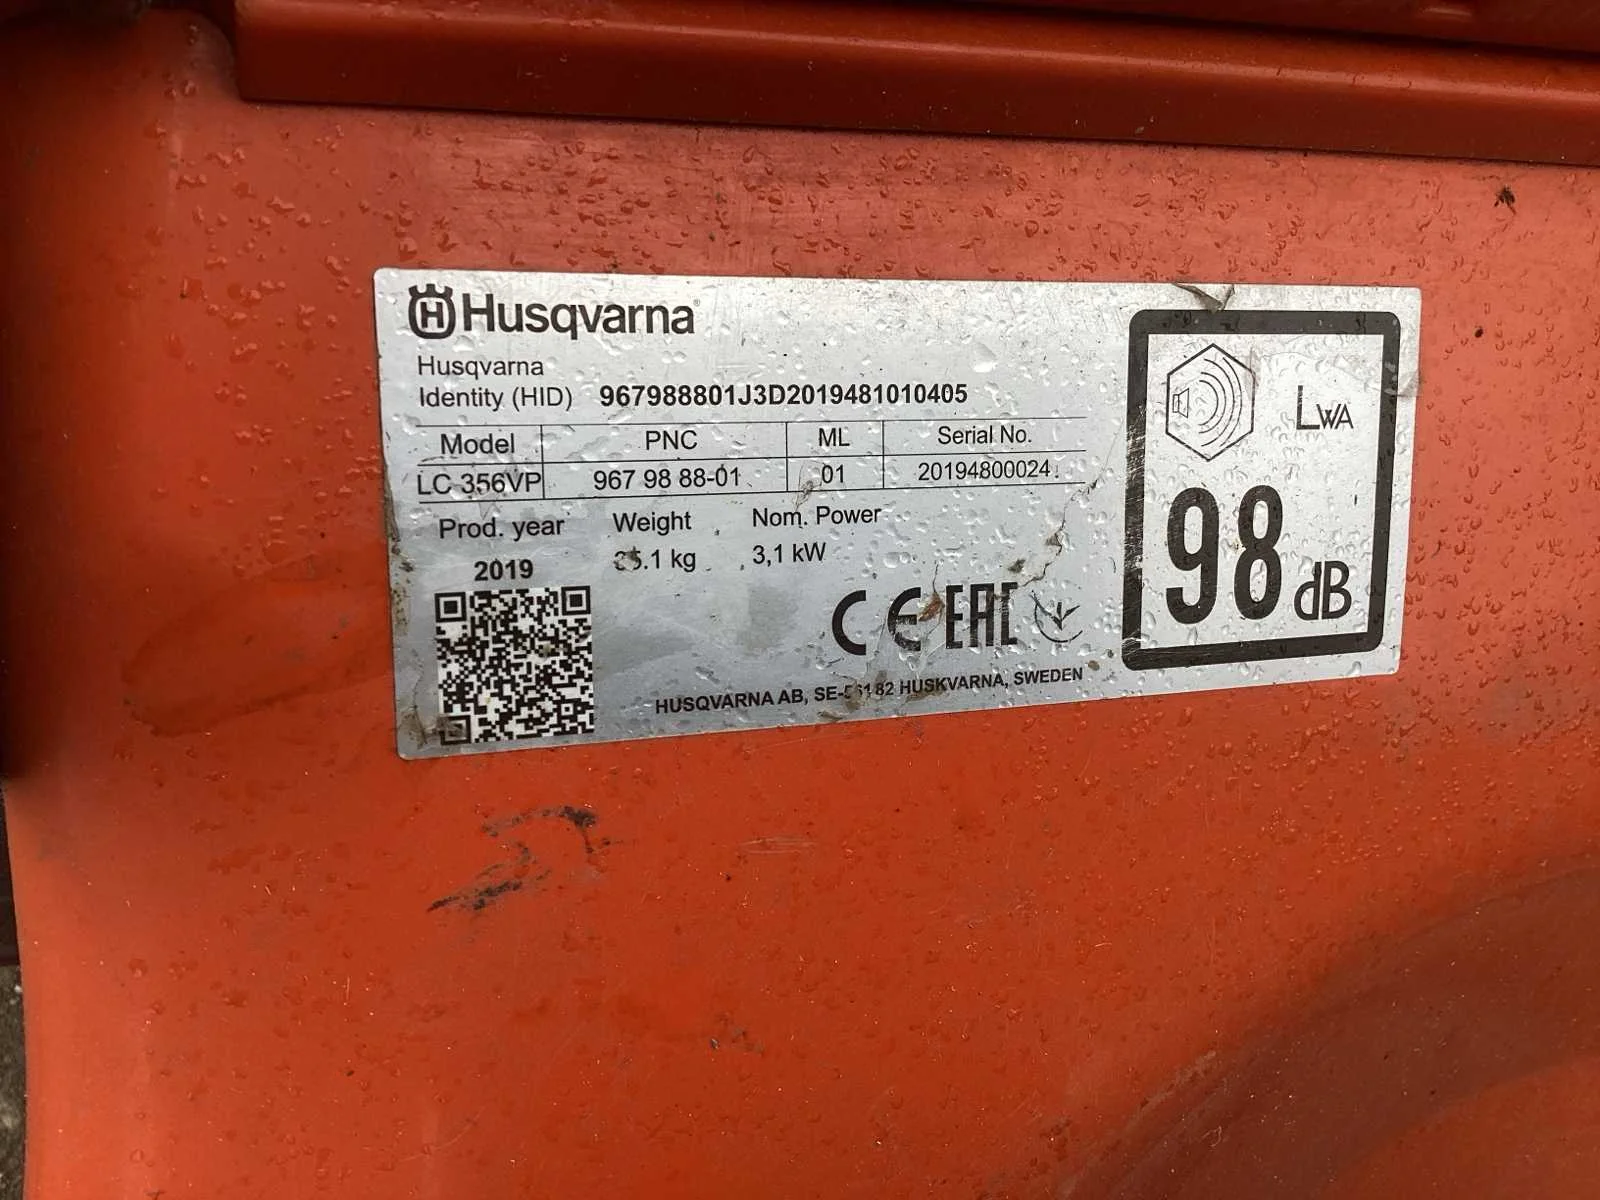 Husqvarna®
Husqvarna
Identity (HID) 967988801J3D2019481010405
Model PNC ML Serial No.
LC 356VP 967 98 88-01 01 20194800024
Prod. year Weight Nom. Power
2019 3,1 kW
CE EAC
HUSQVARNA AB, HUSKVARNA, SWEDEN
LWA
98 dB